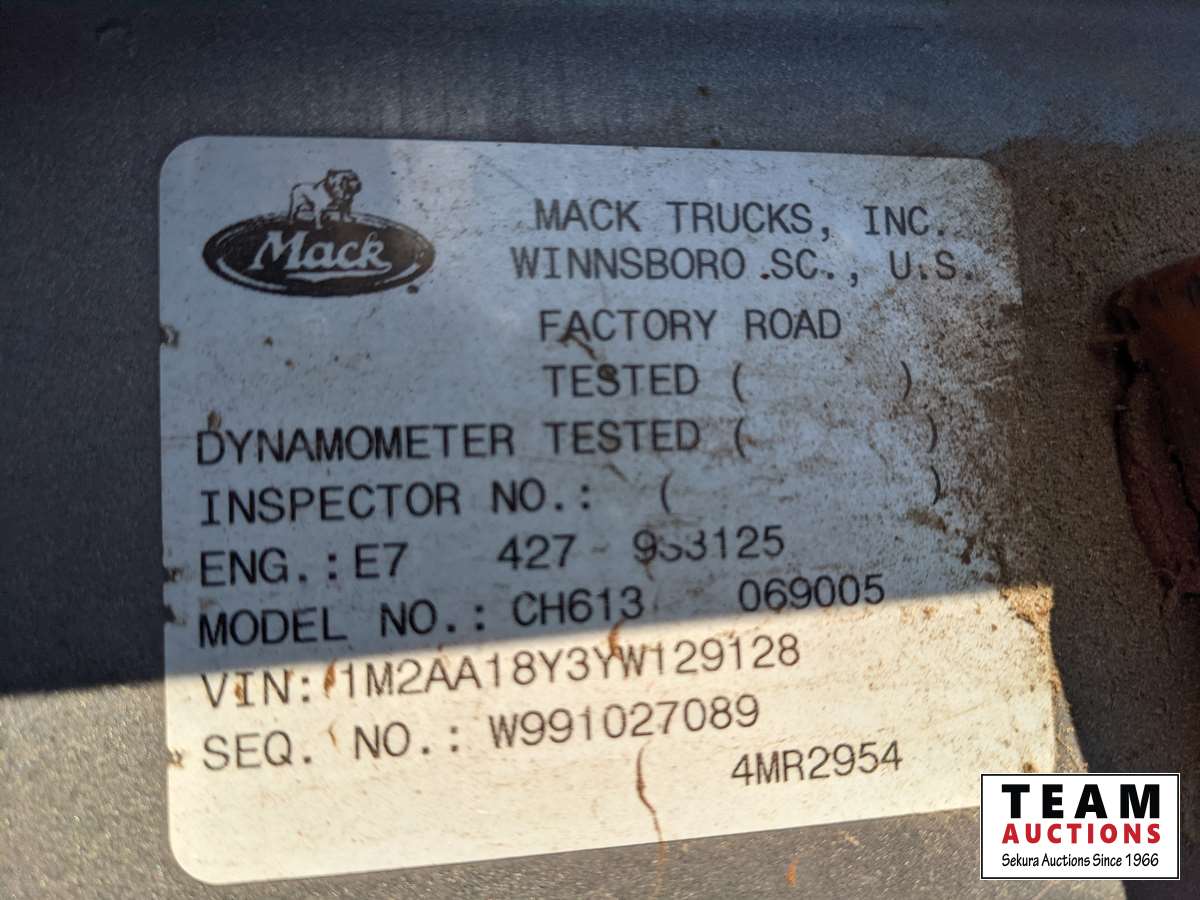 Mack
MACK TRUCKS, INC.
WINNSBORO .SC., U.S.
FACTORY ROAD
TESTED ( )
DYNAMOMETER TESTED ( )
INSPECTOR NO.: ( )
ENG.: E7 427
MODEL NO.: CH613 069005
VIN: 1M2AA18Y3YW129128
SEQ. NO.: W991027089
4MR2954
TEAM
AUCTIONS
Sekura Auctions Since 1966